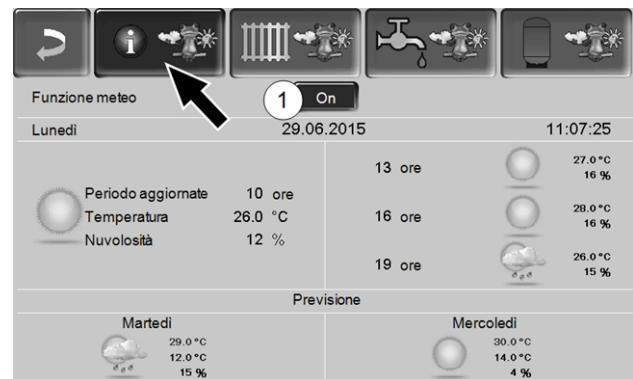 i
Funzione meteo 1 On
Lunedì 29.06.2015 11:07:25
Periodo aggiornate 10 ore
Temperatura 26.0 °C
Nuvolosità 12 %
13 ore 27.0 °C
16 %
16 ore 28.0 °C
16 %
19 ore 26.0 °C
15 %
Previsione
Martedì
29.0 °C
12.0 °C
15 %
Mercoledì
30.0 °C
14.0 °C
4 %